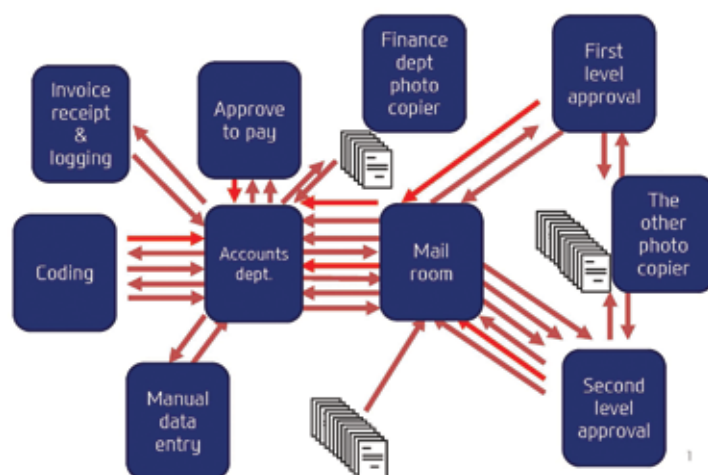 Invoice
receipt
&
logging
Approve
to pay
Finance
dept
photo
copier
First
level
approval
Coding
Accounts
dept.
Mail
room
The
other
photo
copier
Manual
data
entry
Second
level
approval
1